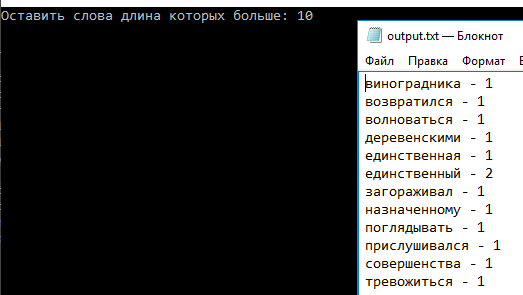 Оставить слова длина которых больше: 10
output.txt — Блокнот
Файл Правка Формат
виноградника - 1
возвратился - 1
волноваться - 1
деревенскими - 1
единственная - 1
единственный - 2
загораживал - 1
назначенному - 1
поглядывать - 1
прислушивался - 1
совершенства - 1
тревожиться - 1